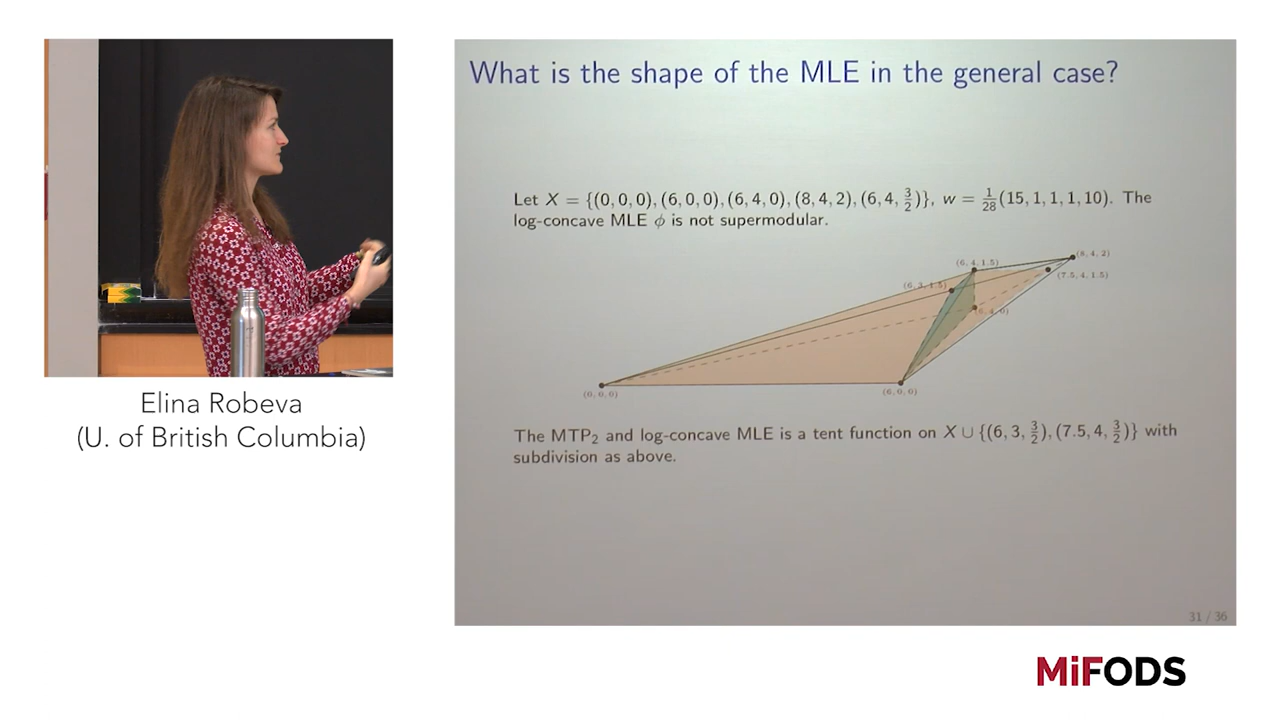 What is the shape of the MLE in the general case?
Let X = {(0, 0, 0), (6, 0, 0), (6, 4, 0), (8, 4, 2), (6, 4, 3/2)}, w = 1/28(15, 1, 1, 1, 10). The
log-concave MLE ϕ is not supermodular.
(8, 4, 2)
(6, 4, 1.5)
(7.5, 4, 1.5)
(6, 3, 1.5)
(6, 4, 0)
(0, 0, 0)
(6, 0, 0)
The MTP₂ and log-concave MLE is a tent function on X ∪ {(6, 3, 3/2), (7.5, 4, 3/2)} with
subdivision as above.
31 / 36
Elina Robeva
(U. of British Columbia)
MiFODS